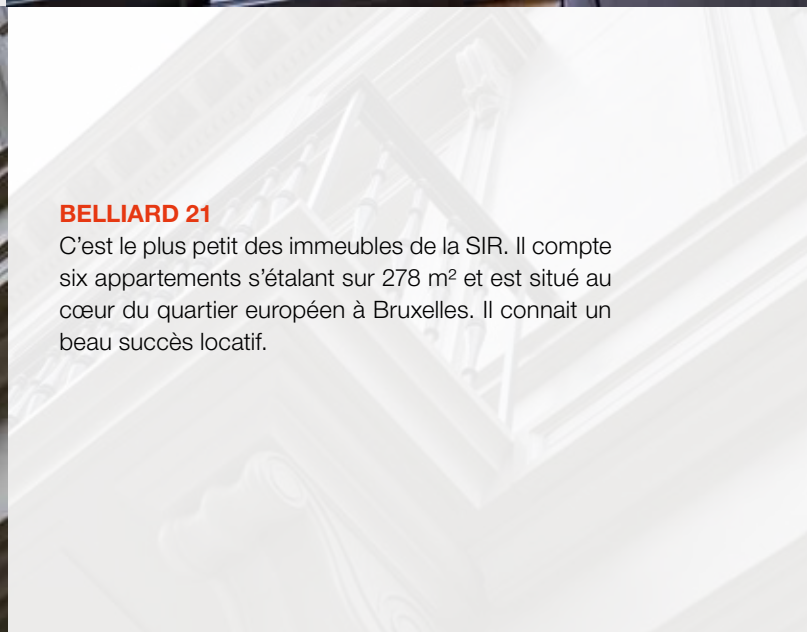 BELLIARD 21
C’est le plus petit des immeubles de la SIR. Il compte
six appartements s’étalant sur 278 m² et est situé au
cœur du quartier européen à Bruxelles. Il connait un
beau succès locatif.